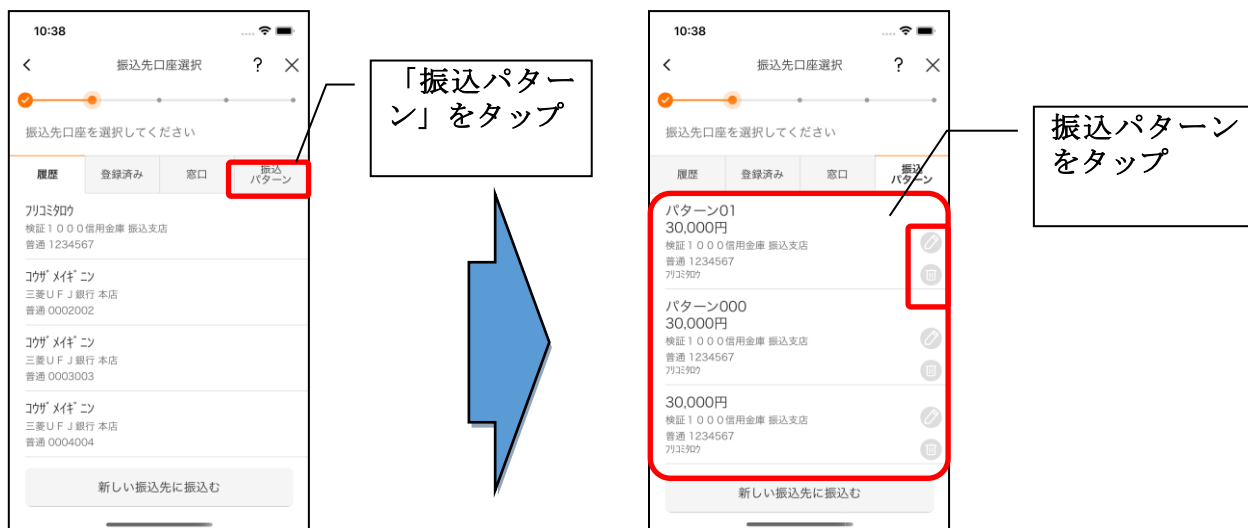 10:38
振込先口座選択 ?
振込先口座を選択してください
履歴 登録済み 窓口 振込
パターン
フリコミタロウ
検証1000信用金庫 振込支店
普通 1234567
コウザ メイギニン
三菱UFJ銀行 本店
普通 0002002
コウザ メイギニン
三菱UFJ銀行 本店
普通 0003003
コウザ メイギニン
三菱UFJ銀行 本店
普通 0004004
新しい振込先に振込む
「振込パター
ン」をタップ
10:38
振込先口座選択 ?
振込先口座を選択してください
履歴 登録済み 窓口 振込
パターン
パターン01
30,000円
検証1000信用金庫 振込支店
普通 1234567
フリコミタロウ
パターン000
30,000円
検証1000信用金庫 振込支店
普通 1234567
フリコミタロウ
30,000円
検証1000信用金庫 振込支店
普通 1234567
フリコミタロウ
新しい振込先に振込む
振込パターン
をタップ